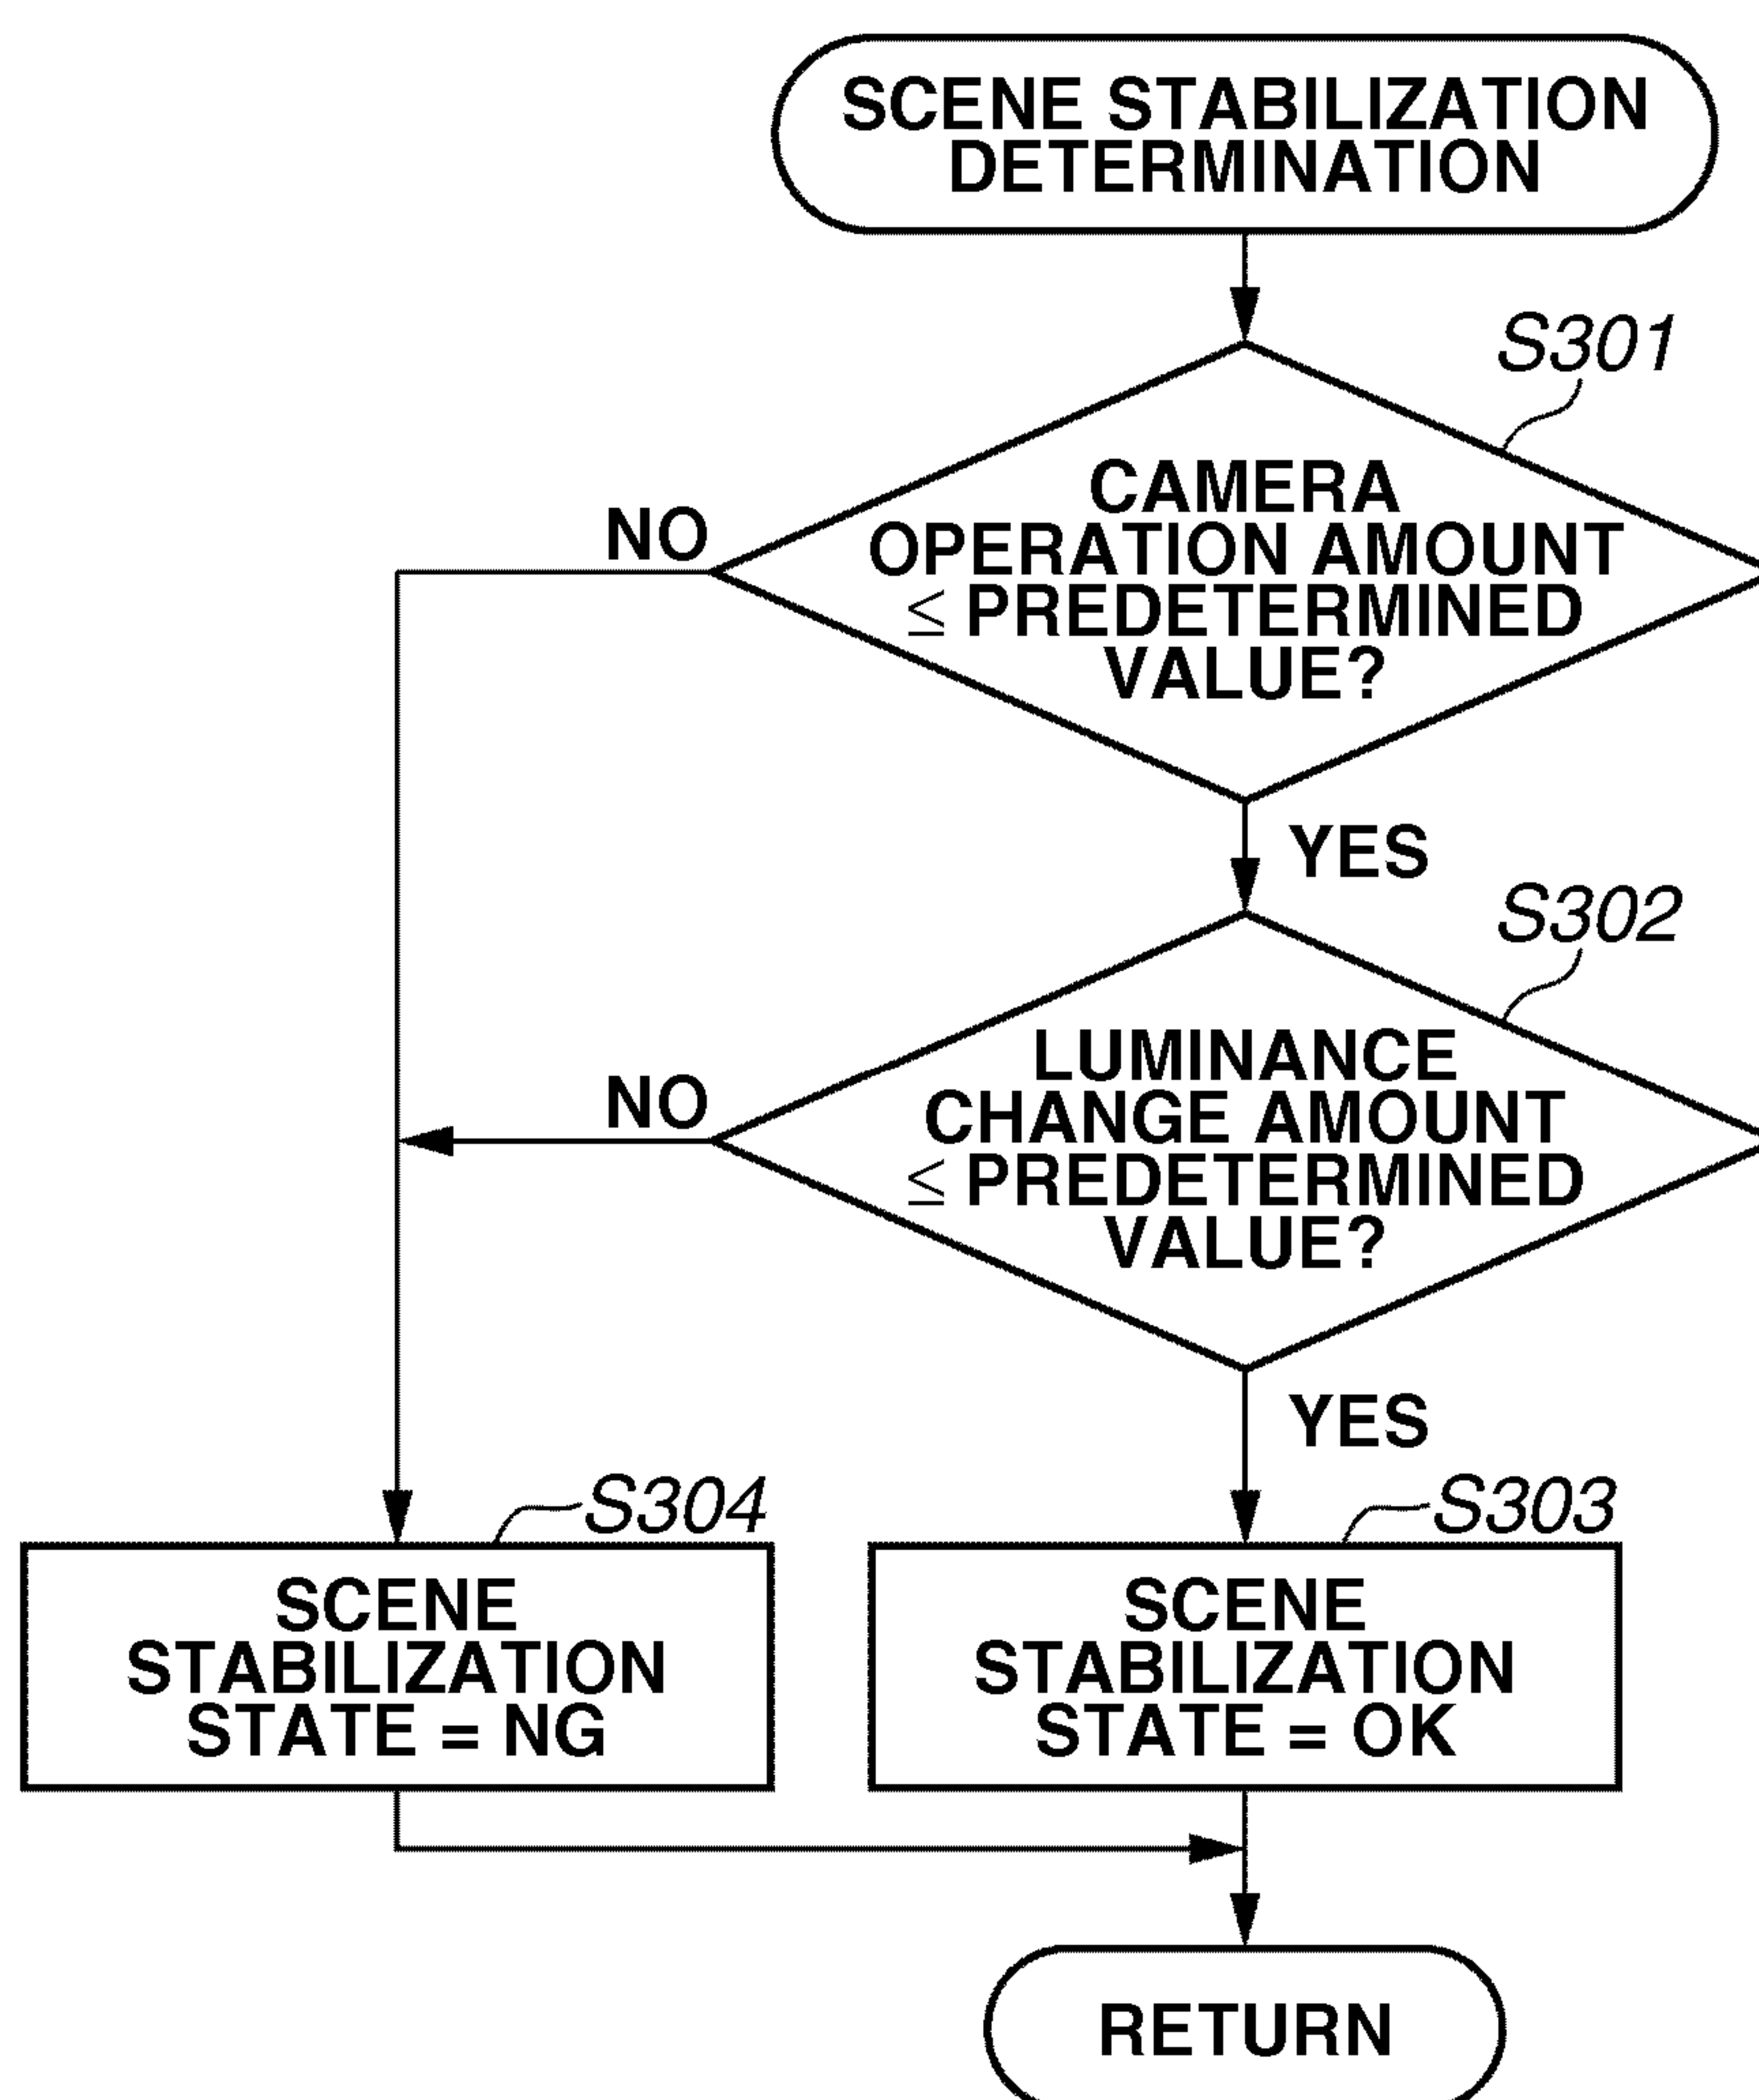 SCENE STABILIZATION
DETERMINATION
S301
CAMERA
OPERATION AMOUNT
≤ PREDETERMINED
VALUE?
NO
YES
S302
LUMINANCE
CHANGE AMOUNT
≤ PREDETERMINED
VALUE?
NO
YES
S304
SCENE
STABILIZATION
STATE = NG
S303
SCENE
STABILIZATION
STATE = OK
RETURN